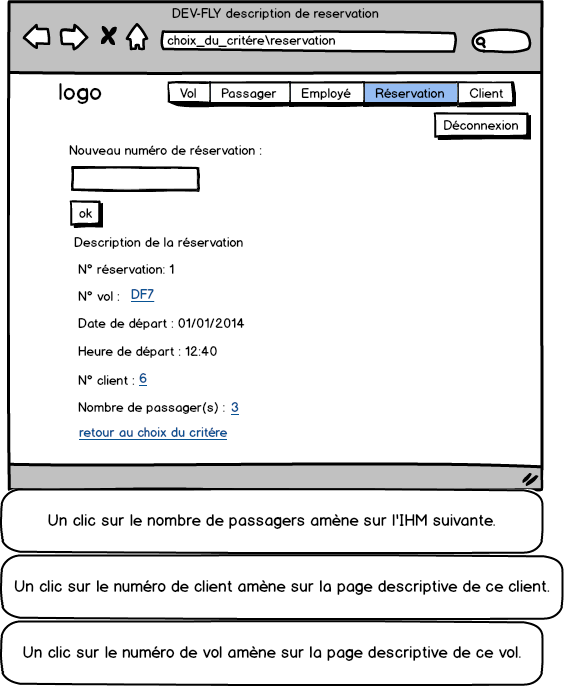 DEV-FLY description de reservation
choix_du_critére\reservation
logo
Vol Passager Employé Réservation Client
Déconnexion
Nouveau numéro de réservation :
ok
Description de la réservation
N° réservation: 1
N° vol : DF7
Date de départ : 01/01/2014
Heure de départ : 12:40
N° client : 6
Nombre de passager(s) : 3
retour au choix du critére
Un clic sur le nombre de passagers amène sur l'IHM suivante.
Un clic sur le numéro de client amène sur la page descriptive de ce client.
Un clic sur le numéro de vol amène sur la page descriptive de ce vol.